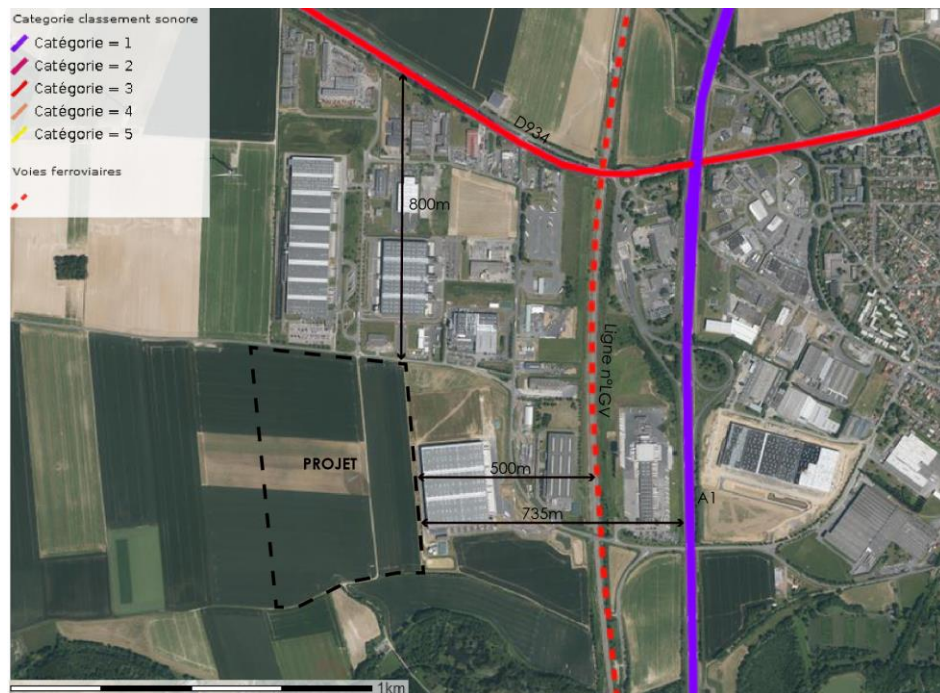 Categorie classement sonore
Catégorie = 1
Catégorie = 2
Catégorie = 3
Catégorie = 4
Catégorie = 5
Voies ferroviaires
D934
800m
Ligne n°LGV
PROJET
500m
735m
A1
1km